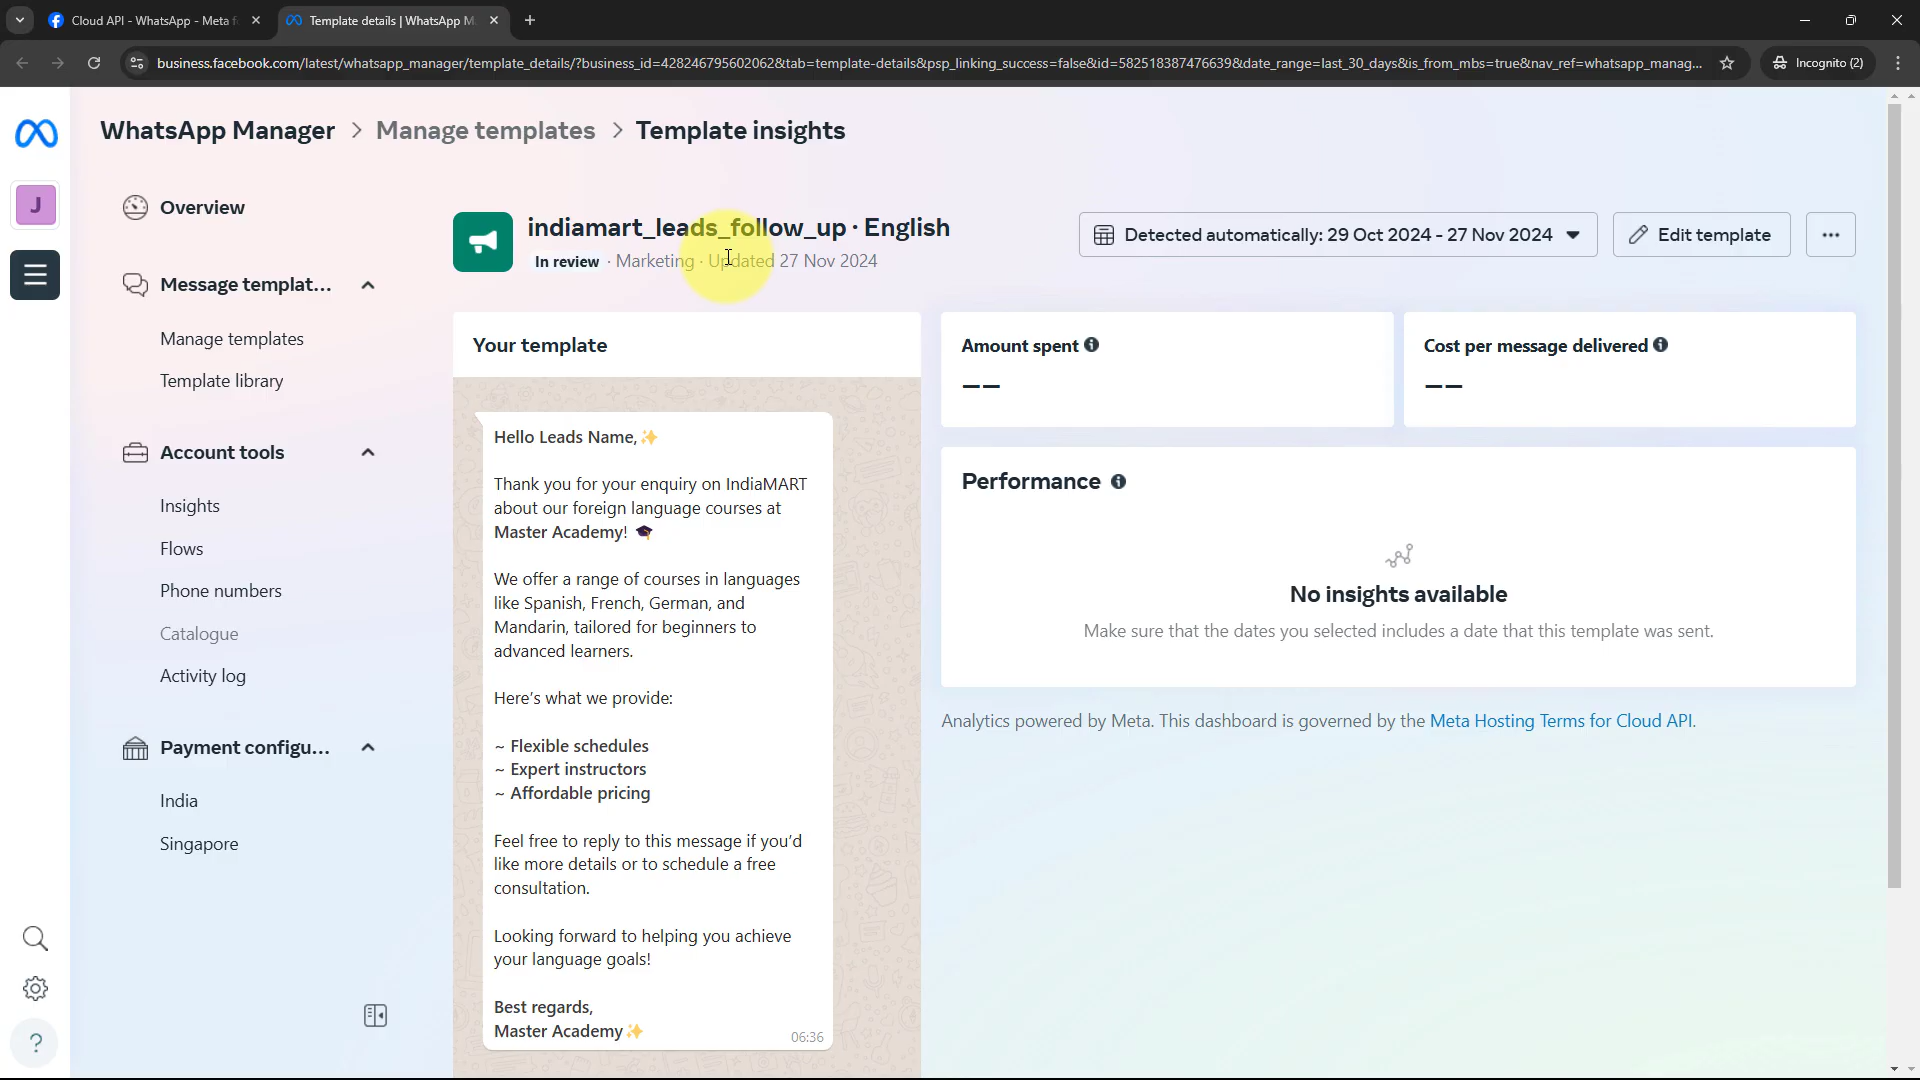 Cloud API - WhatsApp - Meta f
Template details | WhatsApp M
business.facebook.com/latest/whatsapp_manager/template_details/?business_id=428246795602062&tab=template-details&psp_linking_success=false&id=582518387476639&date_range=last_30_days&is_from_mbs=true&nav_ref=whatsapp_manag...
Incognito (2)
WhatsApp Manager > Manage templates > Template insights
J
Overview
Message templat...
Manage templates
Template library
Account tools
Insights
Flows
Phone numbers
Catalogue
Activity log
Payment configu...
India
Singapore
?
indiamart_leads_follow_up · English
In review · Marketing · Updated 27 Nov 2024
Detected automatically: 29 Oct 2024 - 27 Nov 2024
Edit template
Your template
Hello Leads Name,✨
Thank you for your enquiry on IndiaMART
about our foreign language courses at
Master Academy! 🎓
We offer a range of courses in languages
like Spanish, French, German, and
Mandarin, tailored for beginners to
advanced learners.
Here's what we provide:
~ Flexible schedules
~ Expert instructors
~ Affordable pricing
Feel free to reply to this message if you'd
like more details or to schedule a free
consultation.
Looking forward to helping you achieve
your language goals!
Best regards,
Master Academy✨
06:36
Amount spent
——
Cost per message delivered
——
Performance
No insights available
Make sure that the dates you selected includes a date that this template was sent.
Analytics powered by Meta. This dashboard is governed by the Meta Hosting Terms for Cloud API.